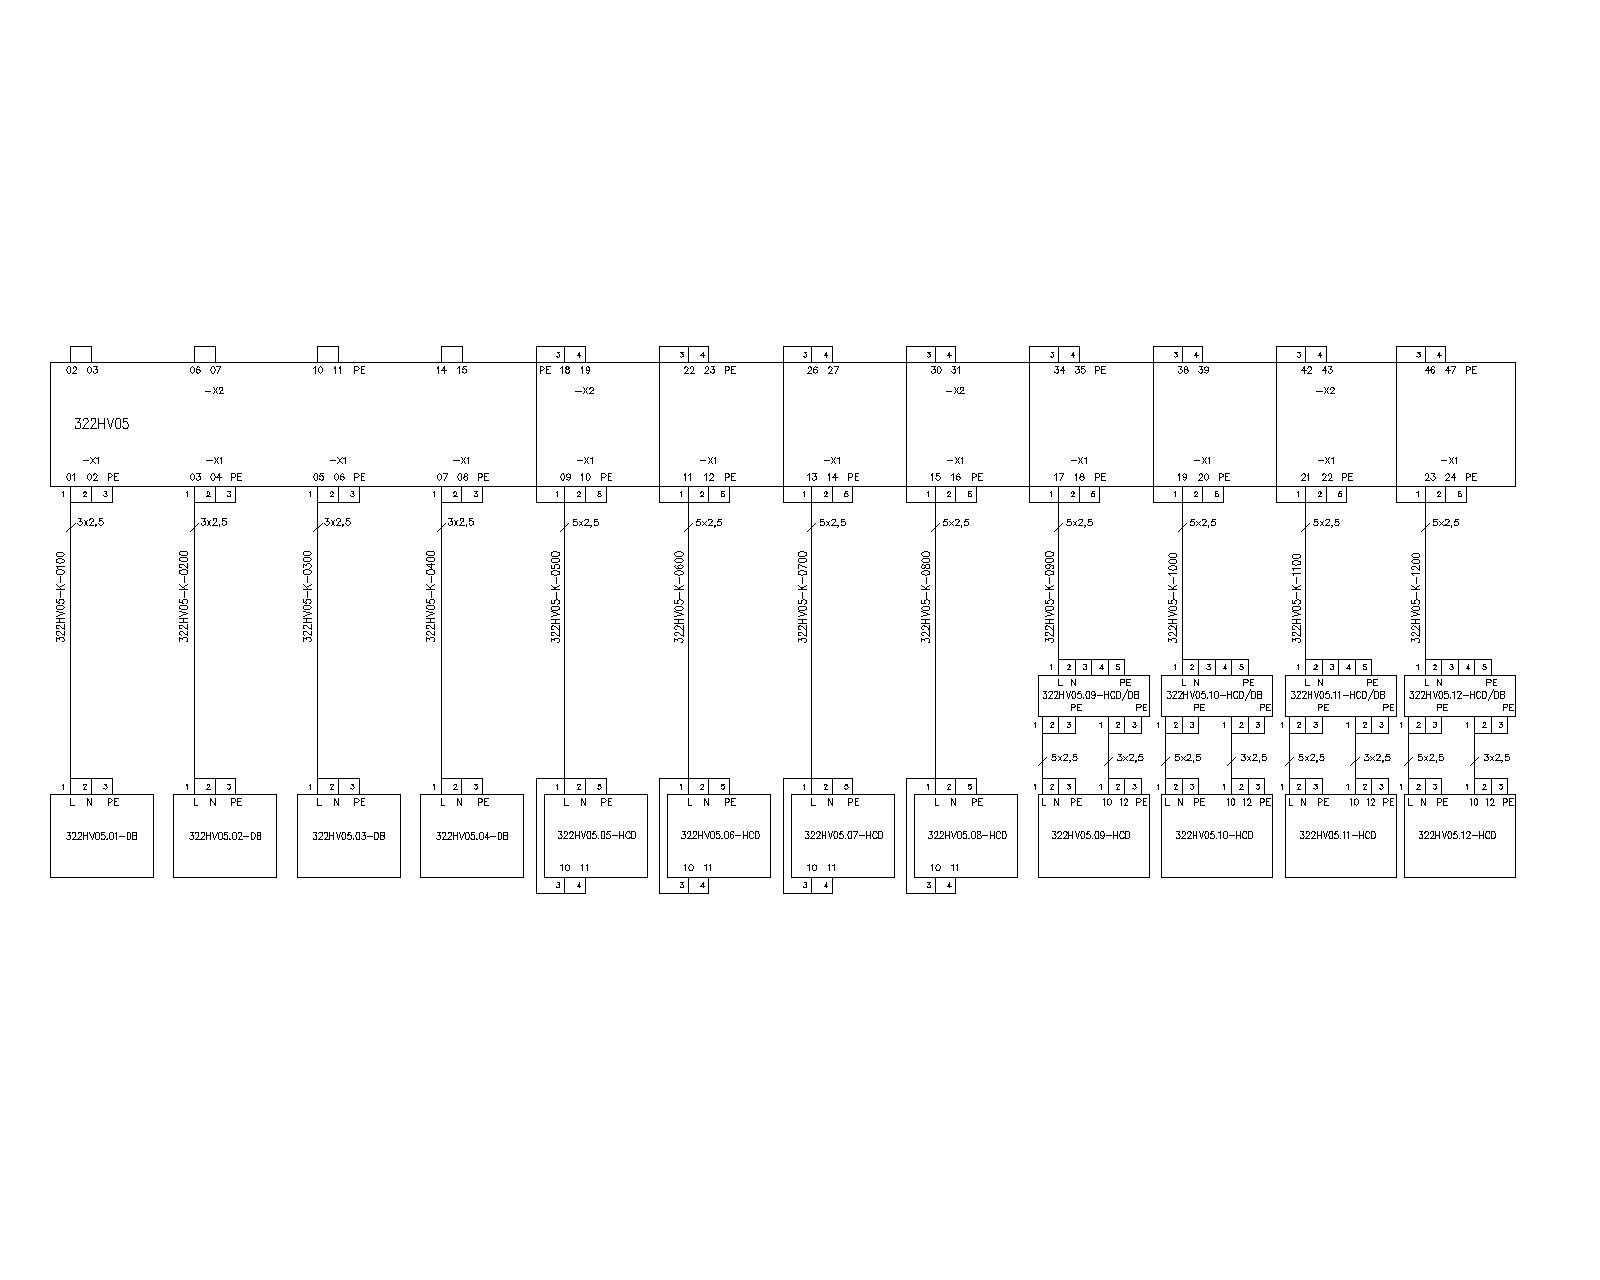 3 4 3 4 3 4 3 4 3 4 3 4 3 4 3 4
02 03 06 07 10 11 PE 14 15 PE 18 19 22 23 PE 26 27 30 31 34 35 PE 38 39 42 43 46 47 PE
-X2 -X2 -X2 -X2
322HV05
-X1 -X1 -X1 -X1 -X1 -X1 -X1 -X1 -X1 -X1 -X1 -X1
01 02 PE 03 04 PE 05 06 PE 07 08 PE 09 10 PE 11 12 PE 13 14 PE 15 16 PE 17 18 PE 19 20 PE 21 22 PE 23 24 PE
1 2 3 1 2 3 1 2 3 1 2 3 1 2 5 1 2 5 1 2 5 1 2 5 1 2 5 1 2 5 1 2 5 1 2 5
3x2,5 3x2,5 3x2,5 3x2,5 5x2,5 5x2,5 5x2,5 5x2,5 5x2,5 5x2,5 5x2,5 5x2,5
322HV05-K-0100
322HV05-K-0200
322HV05-K-0300
322HV05-K-0400
322HV05-K-0500
322HV05-K-0600
322HV05-K-0700
322HV05-K-0800
322HV05-K-0900
322HV05-K-1000
322HV05-K-1100
322HV05-K-1200
1 2 3 4 5 1 2 3 4 5 1 2 3 4 5 1 2 3 4 5
L N PE L N PE L N PE L N PE
322HV05.09-HCD/DB 322HV05.10-HCD/DB 322HV05.11-HCD/DB 322HV05.12-HCD/DB
PE PE PE PE PE PE PE PE
1 2 3 1 2 3 1 2 3 1 2 3 1 2 3 1 2 3 1 2 3 1 2 3
5x2,5 3x2,5 5x2,5 3x2,5 5x2,5 3x2,5 5x2,5 3x2,5
1 2 3 1 2 3 1 2 3 1 2 3 1 2 5 1 2 5 1 2 5 1 2 5 1 2 3 1 2 3 1 2 3 1 2 3 1 2 3 1 2 3 1 2 3 1 2 3
L N PE L N PE L N PE L N PE L N PE L N PE L N PE L N PE L N PE 10 12 PE L N PE 10 12 PE L N PE 10 12 PE L N PE 10 12 PE
322HV05.01-DB 322HV05.02-DB 322HV05.03-DB 322HV05.04-DB 322HV05.05-HCD 322HV05.06-HCD 322HV05.07-HCD 322HV05.08-HCD 322HV05.09-HCD 322HV05.10-HCD 322HV05.11-HCD 322HV05.12-HCD
10 11 10 11 10 11 10 11
3 4 3 4 3 4 3 4